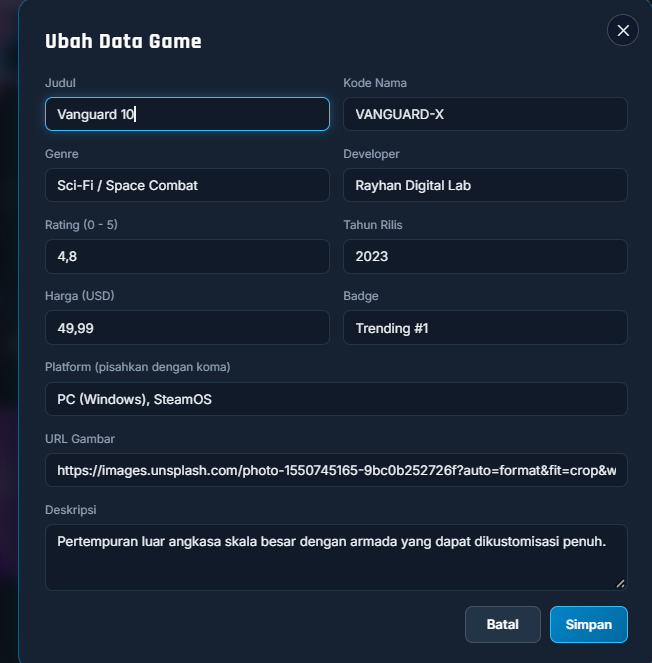 Ubah Data Game
Judul Kode Nama
Vanguard 10 VANGUARD-X
Genre Developer
Sci-Fi / Space Combat Rayhan Digital Lab
Rating (0 - 5) Tahun Rilis
4,8 2023
Harga (USD) Badge
49,99 Trending #1
Platform (pisahkan dengan koma)
PC (Windows), SteamOS
URL Gambar
https://images.unsplash.com/photo-1550745165-9bc0b252726f?auto=format&fit=crop&w
Deskripsi
Pertempuran luar angkasa skala besar dengan armada yang dapat dikustomisasi penuh.
Batal Simpan